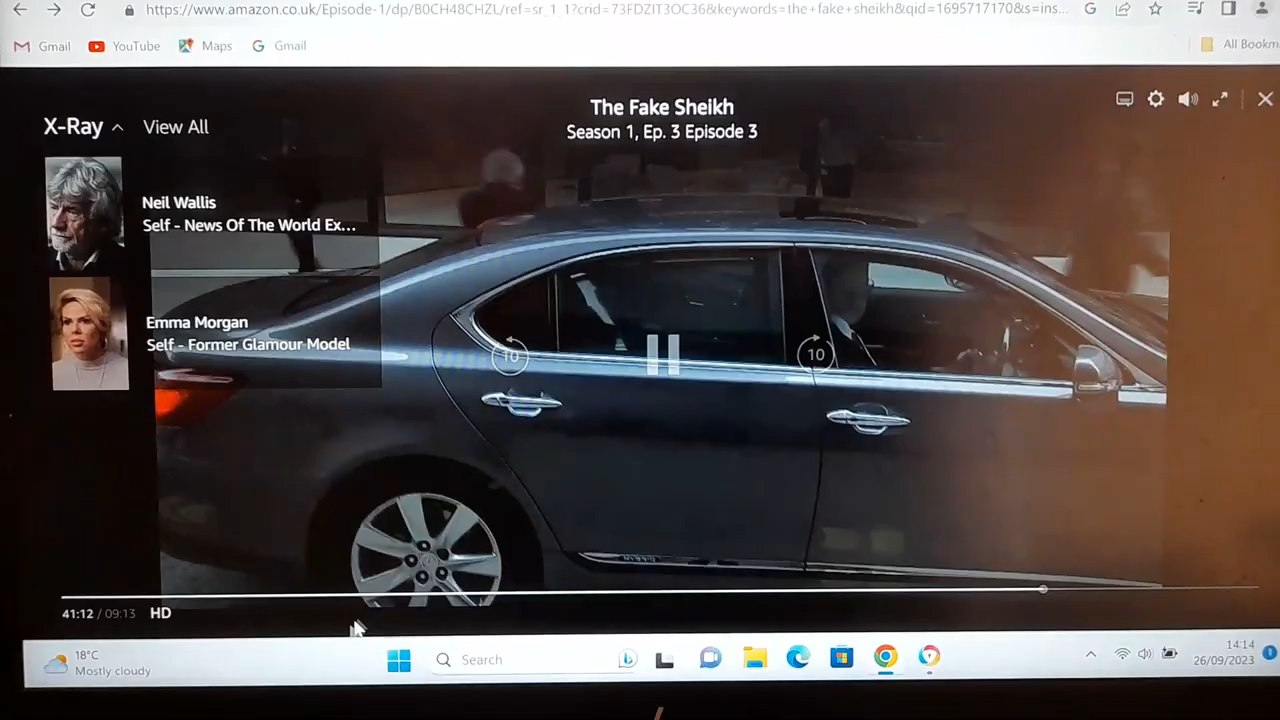 https://www.amazon.co.uk/Episode-1/dp/B0CH48CHZL/ref=sr_1_1?crid=73FDZIT3OC36&keywords=the+fake+sheikh&qid=1695717170&s=ins...
Gmail YouTube Maps Gmail All Bookm
The Fake Sheikh
Season 1, Ep. 3 Episode 3
X-Ray View All
Neil Wallis
Self - News Of The World Ex...
Emma Morgan
Self - Former Glamour Model
10 10
HYBRID
41:12 / 09:13 HD
18°C
Mostly cloudy
Search
14:14
26/09/2023
1